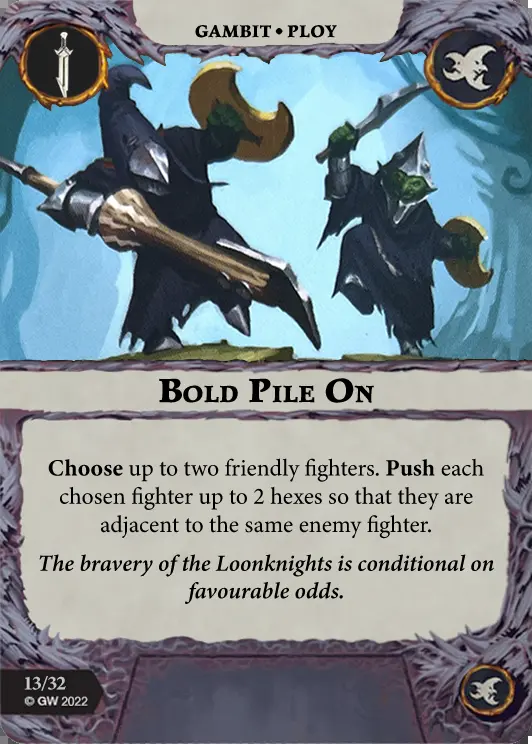 GAMBIT • PLOY
BOLD PILE ON
Choose up to two friendly fighters. Push each
chosen fighter up to 2 hexes so that they are
adjacent to the same enemy fighter.
The bravery of the Loonknights is conditional on
favourable odds.
13/32
© GW 2022